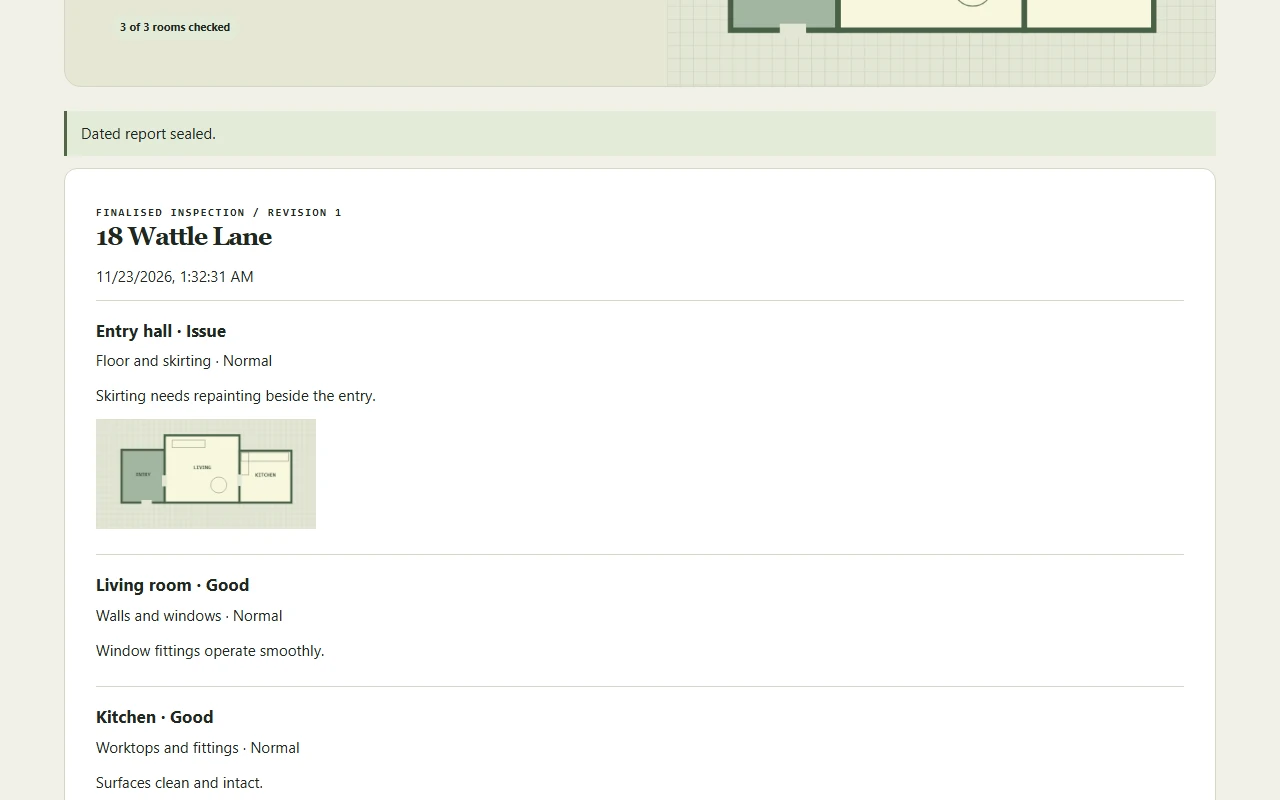 3 of 3 rooms checked
Dated report sealed.
FINALISED INSPECTION / REVISION 1
18 Wattle Lane
11/23/2026, 1:32:31 AM
Entry hall · Issue
Floor and skirting · Normal
Skirting needs repainting beside the entry.
ENTRY
LIVING
KITCHEN
Living room · Good
Walls and windows · Normal
Window fittings operate smoothly.
Kitchen · Good
Worktops and fittings · Normal
Surfaces clean and intact.